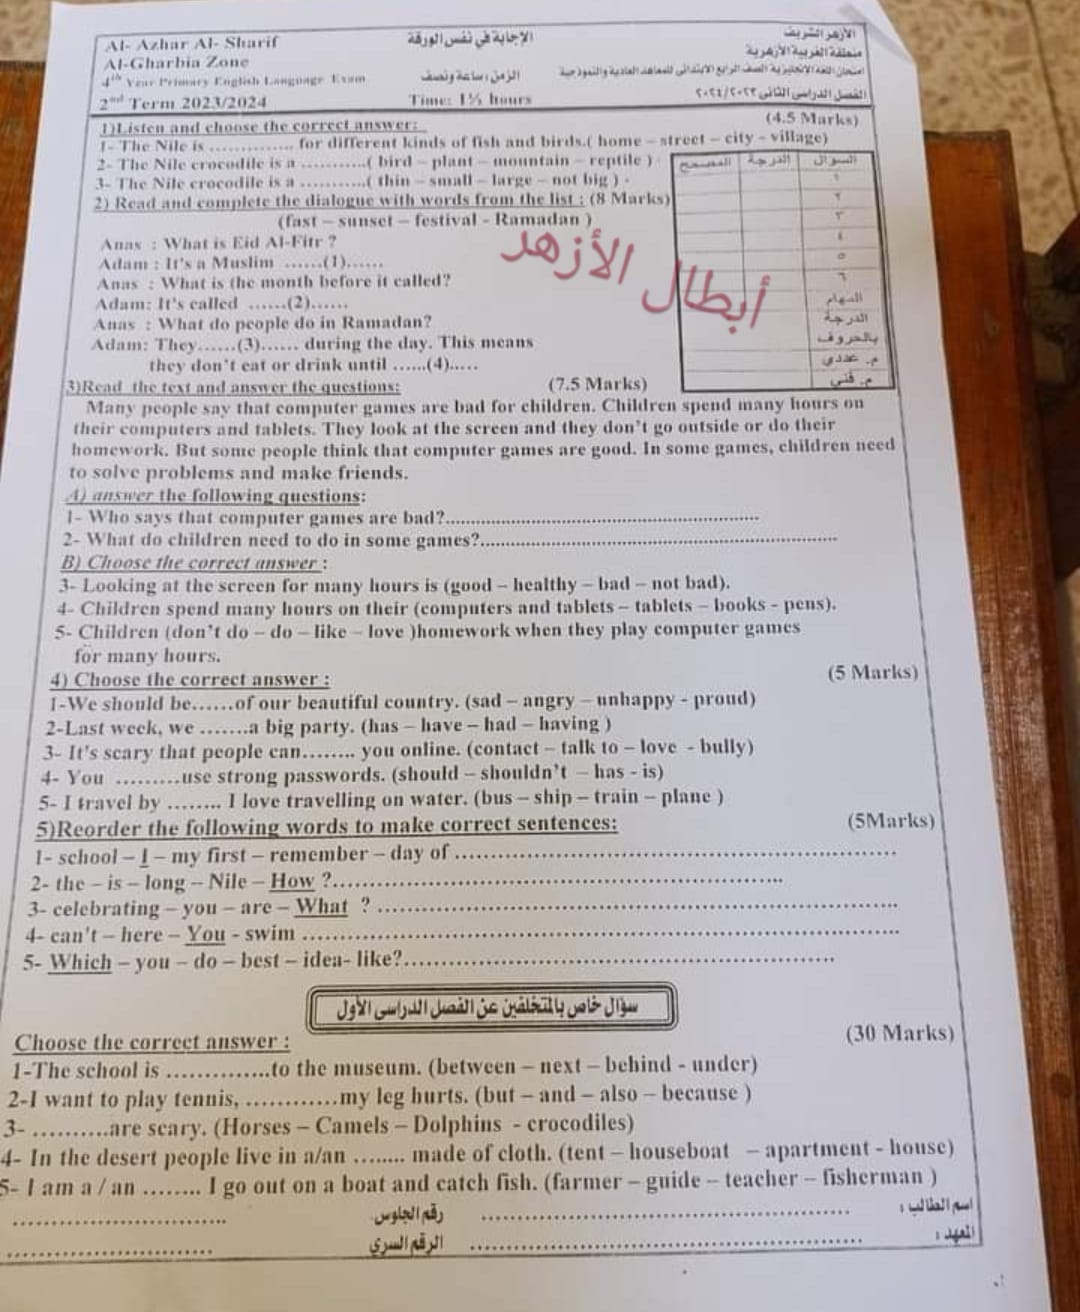 Al- Azhar Al- Sharif
Al-Gharbia Zone
4th Year Primary English Language Exam
2nd Term 2023/2024
الإجابة في نفس الورقة
الزمن : ساعة ونصف
Time: 1½ hours
الأزهر الشريف
منطقة الغربية الأزهرية
امتحان اللغة الإنجليزية الصف الرابع الابتدائى للمعاهد العادية والنموذجية
الفصل الدراسى الثانى ٢٠٢٤/٢٠٢٣
1)Listen and choose the correct answer: (4.5 Marks)
1- The Nile is .............. for different kinds of fish and birds.( home – street – city - village)
2- The Nile crocodile is a ...........( bird – plant – mountain – reptile )
3- The Nile crocodile is a ...........( thin – small – large – not big ) .
السؤال الدرجة المصحح
١
٢
٣
٤
٥
٦
المهام
الدرجة
بالحروف
م. عددي
م. فني
2) Read and complete the dialogue with words from the list : (8 Marks)
(fast – sunset – festival - Ramadan )
Anas : What is Eid Al-Fitr ?
Adam : It's a Muslim ......(1)......
Anas : What is the month before it called?
Adam: It's called ......(2)......
Anas : What do people do in Ramadan?
Adam: They......(3)...... during the day. This means
they don't eat or drink until ......(4).....
أبطال الأزهد
3)Read the text and answer the questions: (7.5 Marks)
Many people say that computer games are bad for children. Children spend many hours on
their computers and tablets. They look at the screen and they don't go outside or do their
homework. But some people think that computer games are good. In some games, children need
to solve problems and make friends.
A) answer the following questions:
1- Who says that computer games are bad?..............................................................
2- What do children need to do in some games?......................................................................
B) Choose the correct answer :
3- Looking at the screen for many hours is (good – healthy – bad – not bad).
4- Children spend many hours on their (computers and tablets – tablets – books - pens).
5- Children (don't do – do – like – love )homework when they play computer games
for many hours.
4) Choose the correct answer : (5 Marks)
1-We should be......of our beautiful country. (sad – angry – unhappy - proud)
2-Last week, we .......a big party. (has – have – had – having )
3- It's scary that people can........ you online. (contact – talk to – love - bully)
4- You .........use strong passwords. (should – shouldn't – has - is)
5- I travel by ........ I love travelling on water. (bus – ship – train – plane )
5)Reorder the following words to make correct sentences: (5Marks)
1- school – I – my first – remember – day of ..............................................................
2- the – is – long – Nile – How ?..............................................................
3- celebrating – you – are – What ? ......................................................................
4- can't – here – You - swim ..............................................................................
5- Which – you – do – best – idea- like?............................................................
سؤال خاص بالمتخلفين عن الفصل الدراسى الأول
Choose the correct answer : (30 Marks)
1-The school is ..............to the museum. (between – next – behind - under)
2-I want to play tennis, ............my leg hurts. (but – and – also – because )
3- ..........are scary. (Horses – Camels – Dolphins - crocodiles)
4- In the desert people live in a/an ........ made of cloth. (tent – houseboat – apartment - house)
5- I am a / an ........ I go out on a boat and catch fish. (farmer – guide – teacher – fisherman )
اسم الطالب : .................................................. رقم الجلوس ..............................
المعهد : .................................................. الرقم السري ..............................